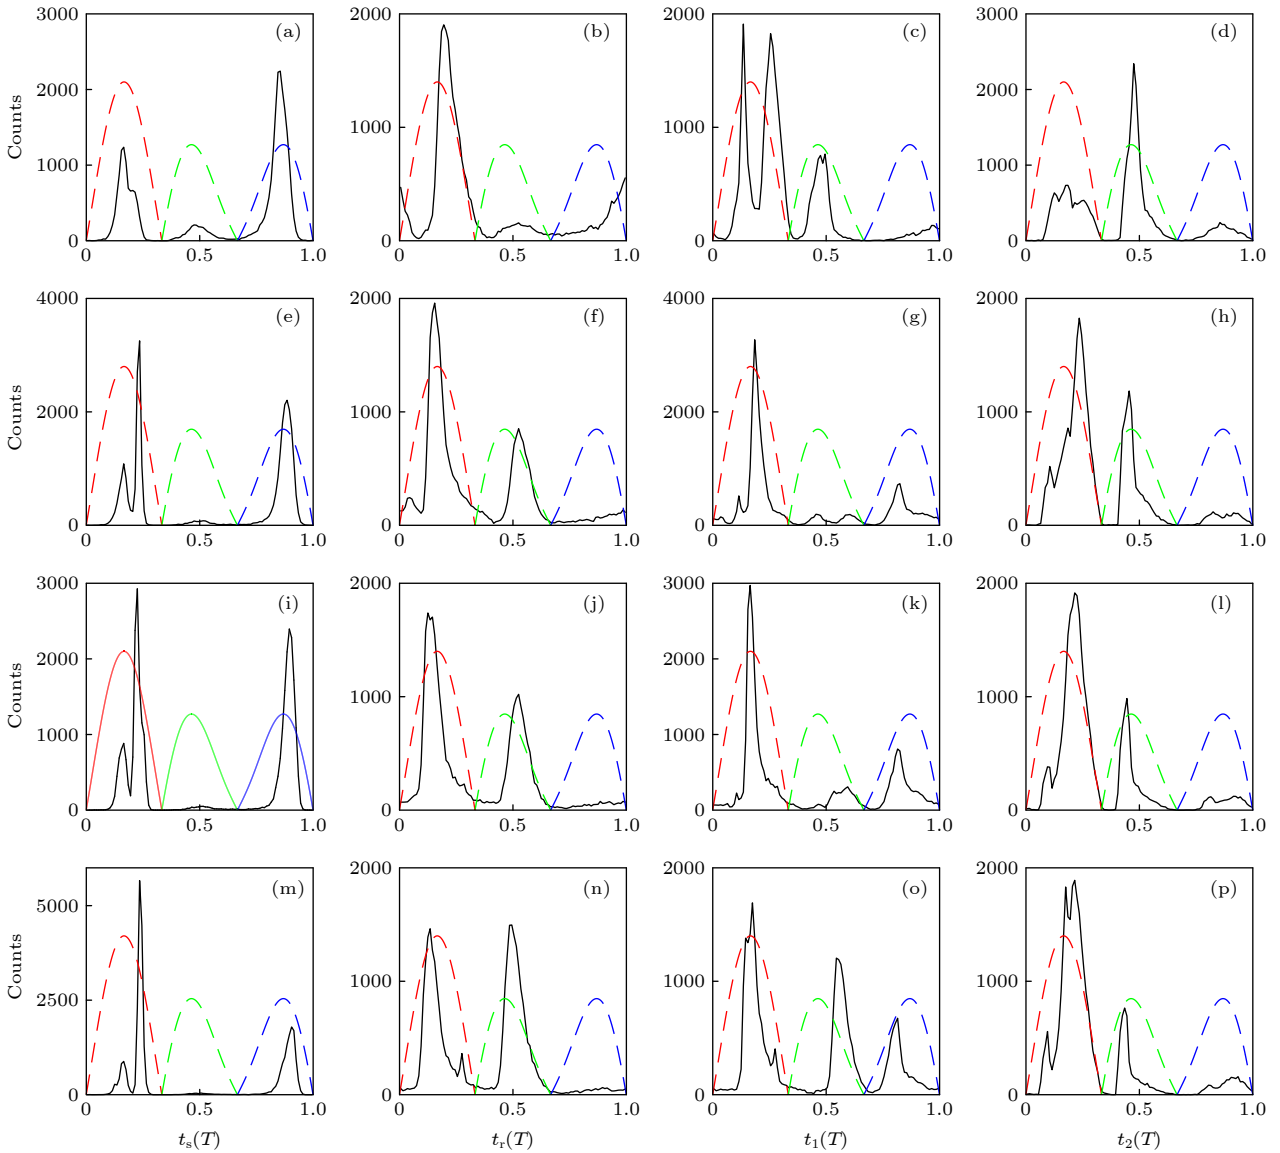 3000 (a) 2000 (b) 2000 (c) 3000 (d)
2000 2000
Counts 1000 1000
1000 1000
0 0 0 0
0 0.5 1.0 0 0.5 1.0 0 0.5 1.0 0 0.5 1.0
4000 (e) 2000 (f) 4000 (g) 2000 (h)
Counts 2000 1000 2000 1000
0 0 0 0
0 0.5 1.0 0 0.5 1.0 0 0.5 1.0 0 0.5 1.0
3000 (i) 2000 (j) 3000 (k) 2000 (l)
2000 2000
Counts 1000 1000
1000 1000
0 0 0 0
0 0.5 1.0 0 0.5 1.0 0 0.5 1.0 0 0.5 1.0
(m) 2000 (n) 2000 (o) 2000 (p)
5000
Counts 1000 1000 1000
2500
0 0 0 0
0 0.5 1.0 0 0.5 1.0 0 0.5 1.0 0 0.5 1.0
ts(T) tr(T) t1(T) t2(T)